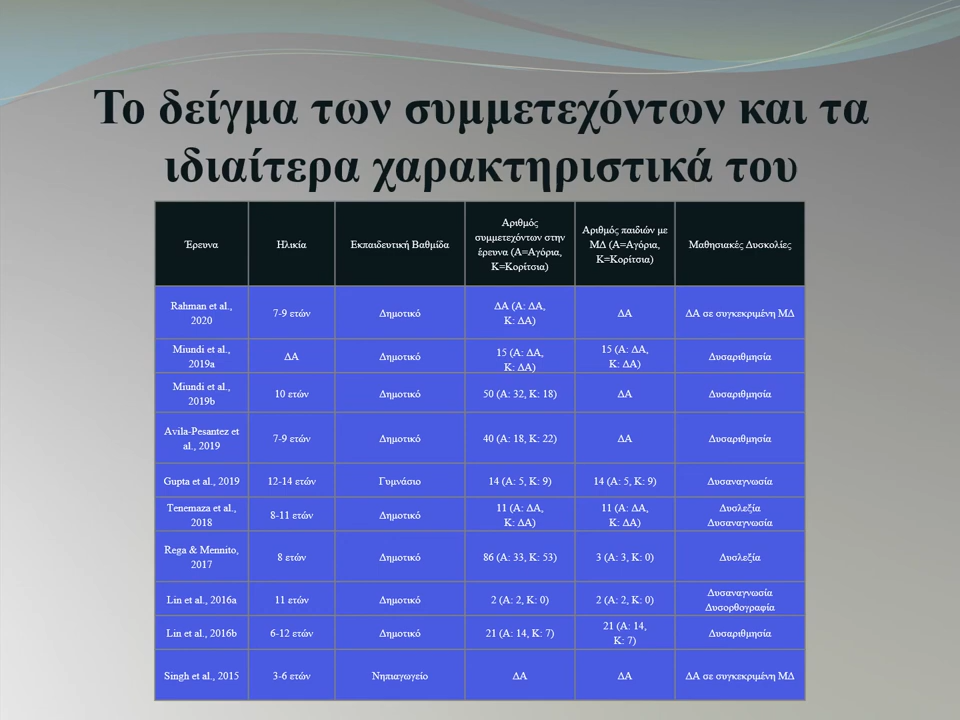 Το δείγμα των συμμετεχόντων και τα
ιδιαίτερα χαρακτηριστικά του
Έρευνα Ηλικία Εκπαιδευτική Βαθμίδα Αριθμός συμμετεχόντων στην έρευνα (Α=Αγόρια, Κ=Κορίτσια) Αριθμός παιδιών με ΜΔ (Α=Αγόρια, Κ=Κορίτσια) Μαθησιακές Δυσκολίες
Rahman et al., 2020 7-9 ετών Δημοτικό ΔΑ (Α: ΔΑ, Κ: ΔΑ) ΔΑ ΔΑ σε συγκεκριμένη ΜΔ
Miundi et al., 2019a ΔΑ Δημοτικό 15 (Α: ΔΑ, Κ: ΔΑ) 15 (Α: ΔΑ, Κ: ΔΑ) Δυσαριθμησία
Miundi et al., 2019b 10 ετών Δημοτικό 50 (Α: 32, Κ: 18) ΔΑ Δυσαριθμησία
Avila-Pesantez et al., 2019 7-9 ετών Δημοτικό 40 (Α: 18, Κ: 22) ΔΑ Δυσαριθμησία
Gupta et al., 2019 12-14 ετών Γυμνάσιο 14 (Α: 5, Κ: 9) 14 (Α: 5, Κ: 9) Δυσαναγνωσία
Tenemaza et al., 2018 8-11 ετών Δημοτικό 11 (Α: ΔΑ, Κ: ΔΑ) 11 (Α: ΔΑ, Κ: ΔΑ) Δυσλεξία Δυσαναγνωσία
Rega & Mennito, 2017 8 ετών Δημοτικό 86 (Α: 33, Κ: 53) 3 (Α: 3, Κ: 0) Δυσλεξία
Lin et al., 2016a 11 ετών Δημοτικό 2 (Α: 2, Κ: 0) 2 (Α: 2, Κ: 0) Δυσαναγνωσία Δυσορθογραφία
Lin et al., 2016b 6-12 ετών Δημοτικό 21 (Α: 14, Κ: 7) 21 (Α: 14, Κ: 7) Δυσαριθμησία
Singh et al., 2015 3-6 ετών Νηπιαγωγείο ΔΑ ΔΑ ΔΑ σε συγκεκριμένη ΜΔ